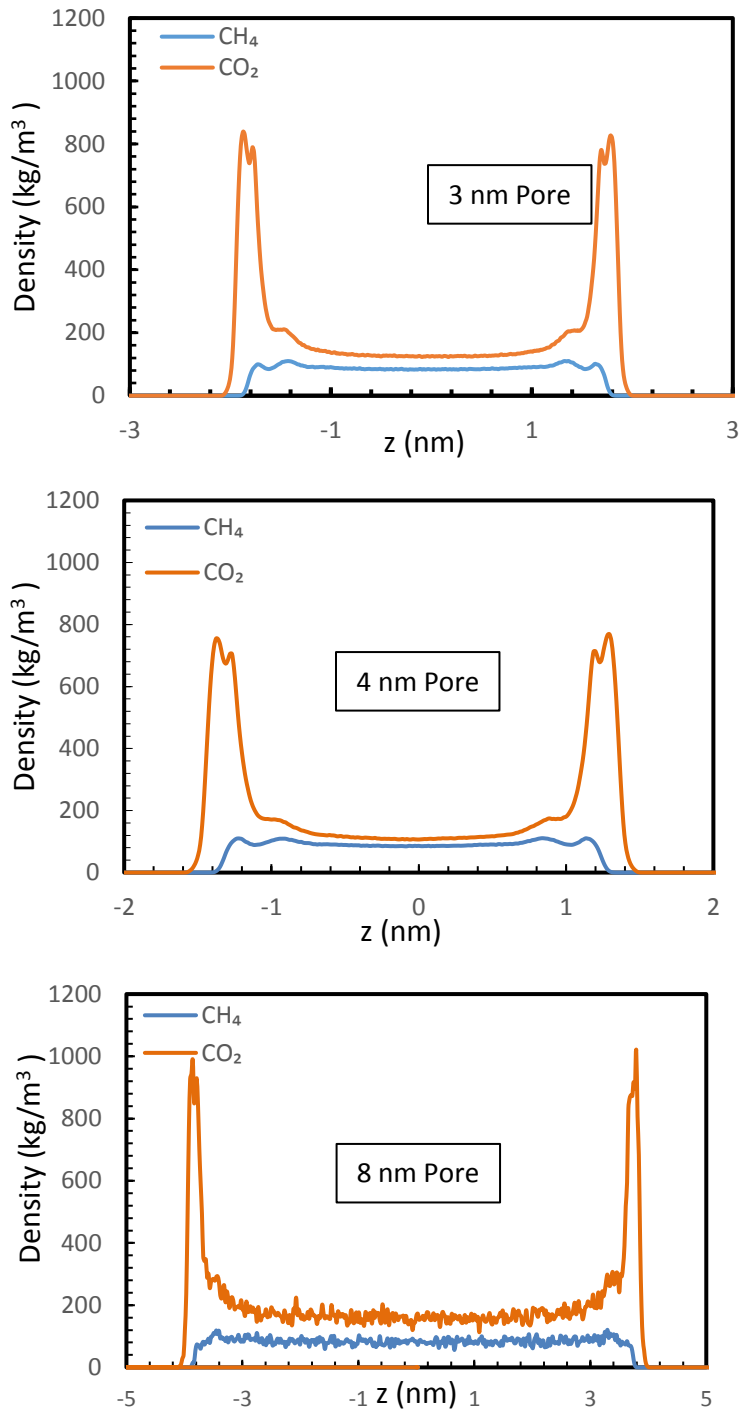 1200
1000
800
600
400
200
0
Density (kg/m³ )
CH₄
CO₂
3 nm Pore
-3 -1 1 3
z (nm)
1200
1000
800
600
400
200
0
Density (kg/m³ )
CH₄
CO₂
4 nm Pore
-2 -1 0 1 2
z (nm)
1200
1000
800
600
400
200
0
Density (kg/m³ )
CH₄
CO₂
8 nm Pore
-5 -3 -1 1 3 5
z (nm)